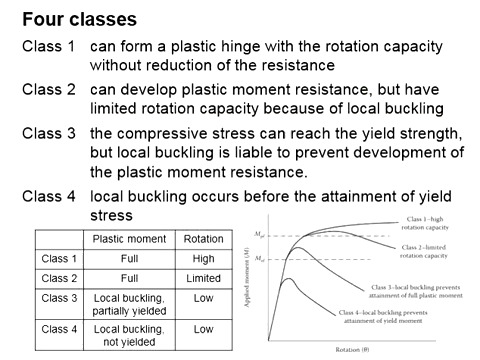 Four classes
Class 1 can form a plastic hinge with the rotation capacity
without reduction of the resistance
Class 2 can develop plastic moment resistance, but have
limited rotation capacity because of local buckling
Class 3 the compressive stress can reach the yield strength,
but local buckling is liable to prevent development of
the plastic moment resistance.
Class 4 local buckling occurs before the attainment of yield
stress
Plastic moment Rotation
Class 1 Full High
Class 2 Full Limited
Class 3 Local buckling, Low
partially yielded
Class 4 Local buckling, Low
not yielded
Applied moment (M)
Mpl
Mel
Class 1–high
rotation capacity
Class 2–limited
rotation capacity
Class 3–local buckling prevents
attainment of full plastic moment
Class 4–local buckling prevents
attainment of yield moment
Rotation (θ)